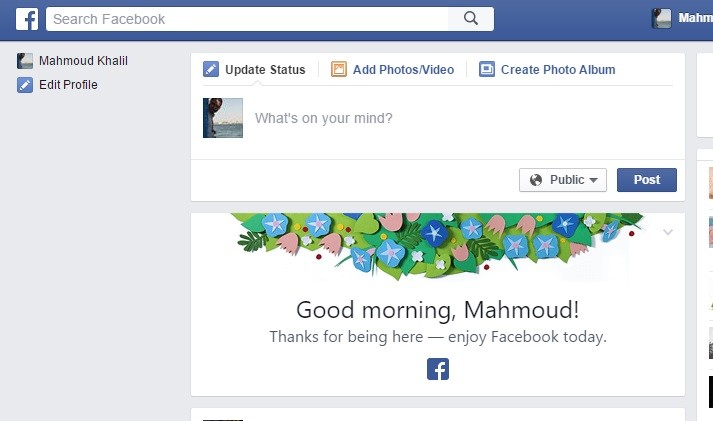 Search Facebook
Mahm
Mahmoud Khalil
Edit Profile
Update Status
Add Photos/Video
Create Photo Album
What's on your mind?
Public
Post
Good morning, Mahmoud!
Thanks for being here — enjoy Facebook today.